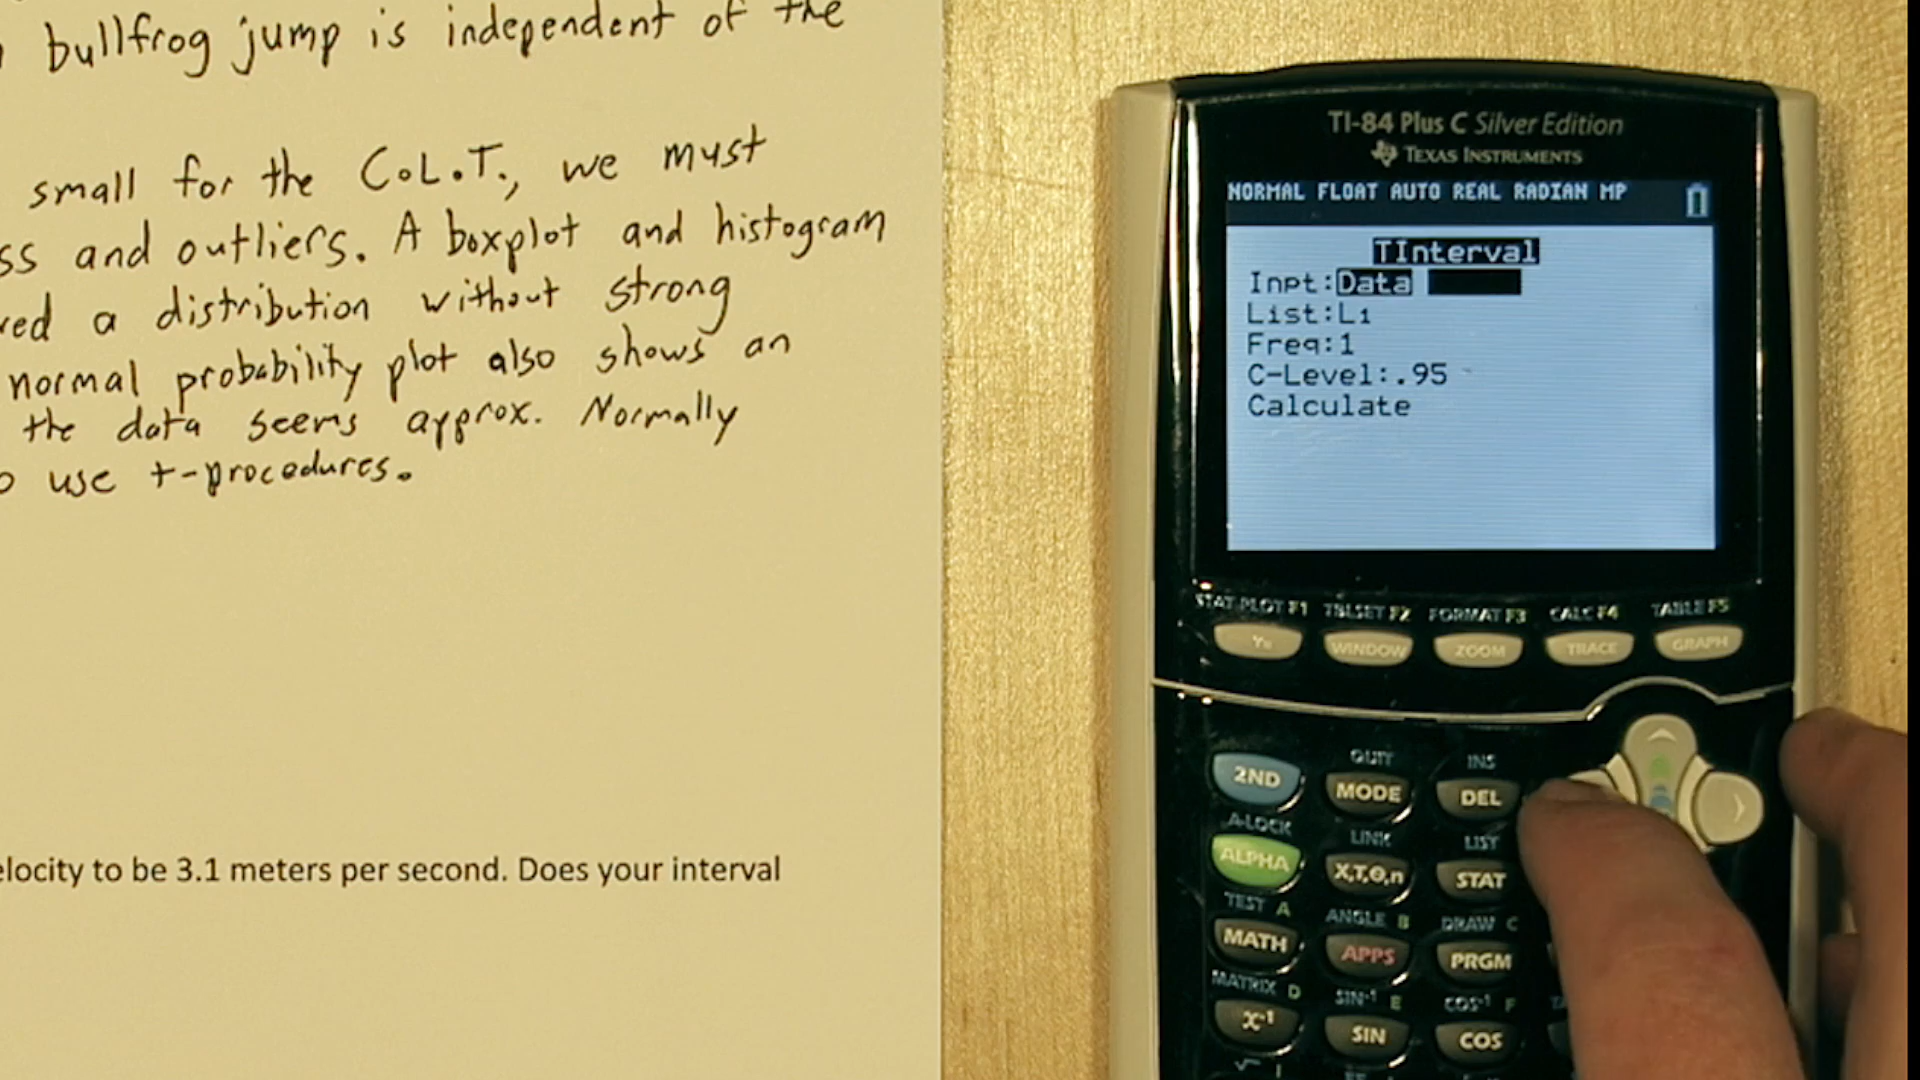 bullfrog jump is independent of the
small for the C.L.T., we must
ss and outliers. A boxplot and histogram
red a distribution without strong
normal probability plot also shows an
the data seems approx. Normally
o use t-procedures.
elocity to be 3.1 meters per second. Does your interval
TI-84 Plus C Silver Edition
TEXAS INSTRUMENTS
NORMAL FLOAT AUTO REAL RADIAN MP
TInterval
Inpt:Data
List:L1
Freq:1
C-Level:.95
Calculate
STAT PLOT F1 TBLSET F2 FORMAT F3 CALC F4 TABLE F5
Y= WINDOW ZOOM TRACE GRAPH
QUIT INS
2ND MODE DEL
A-LOCK LINK LIST
ALPHA X,T,Θ,n STAT
TEST A ANGLE B DRAW C
MATH APPS PRGM
MATRIX D SIN-1 E COS-1 F
x-1 SIN COS